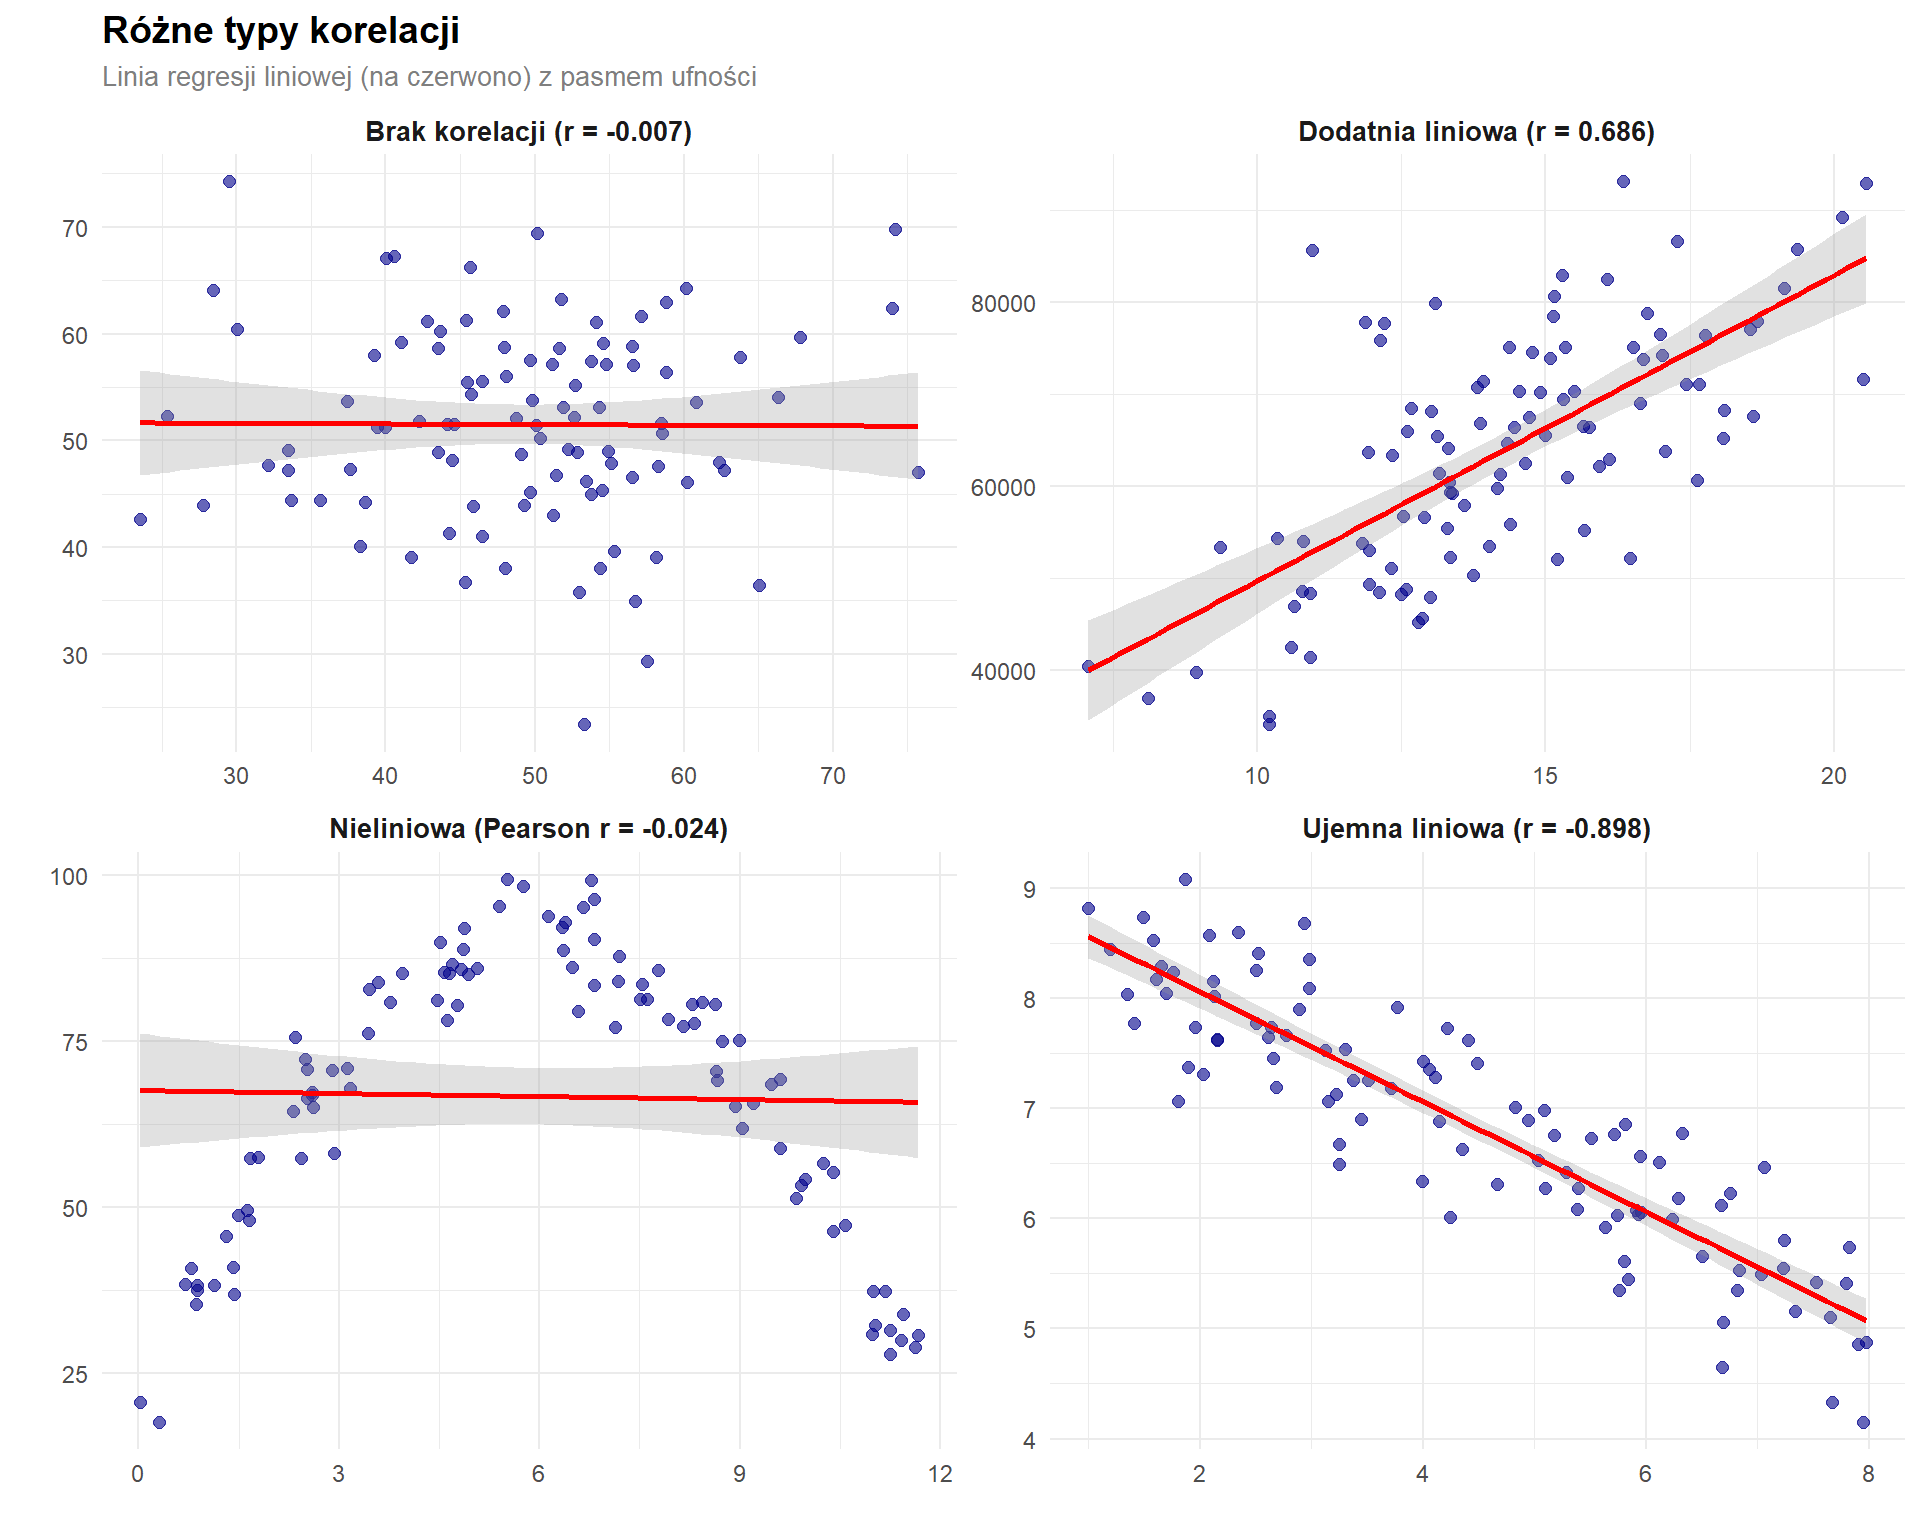 Różne typy korelacji
Linia regresji liniowej (na czerwono) z pasmem ufności
Brak korelacji (r = -0.007)
70
60
50
40
30
30 40 50 60 70
Dodatnia liniowa (r = 0.686)
80000
60000
40000
10 15 20
Nieliniowa (Pearson r = -0.024)
100
75
50
25
0 3 6 9 12
Ujemna liniowa (r = -0.898)
9
8
7
6
5
4
2 4 6 8